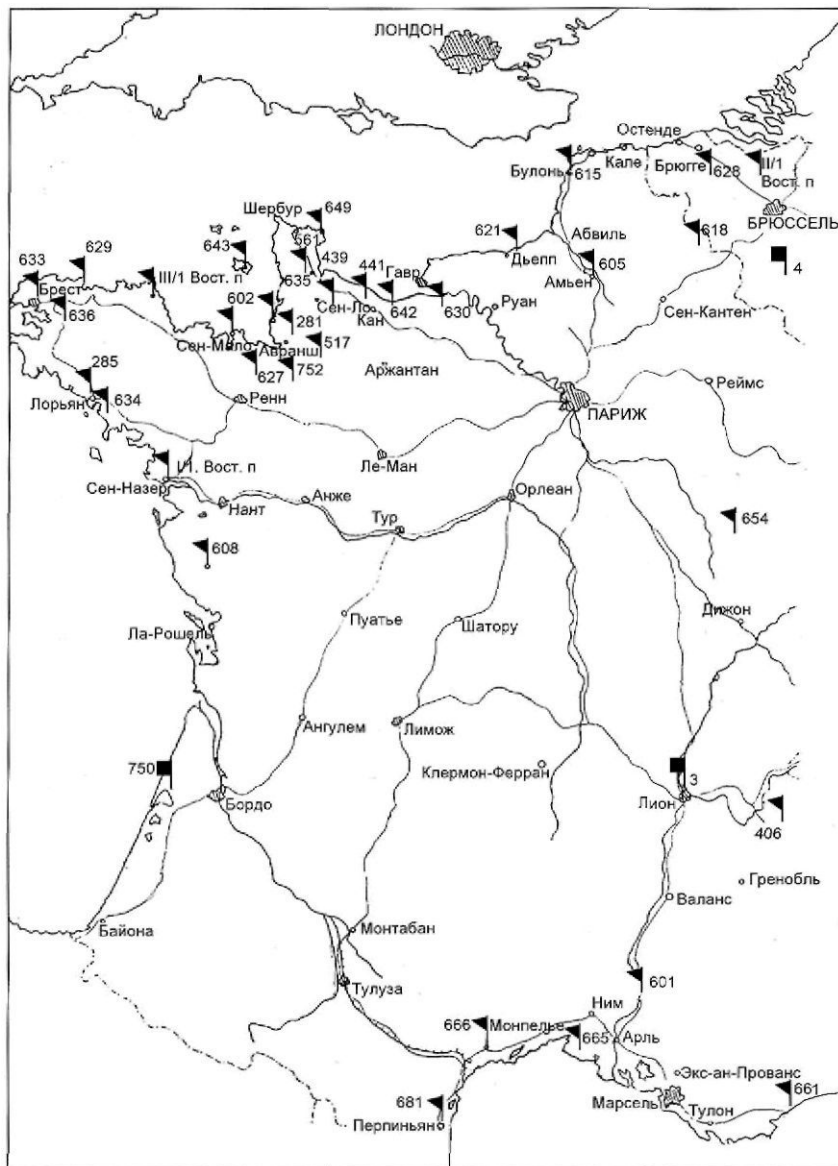 ЛОНДОН
Остенде
Булонь
615
Кале
Брюгге
628
II/1
Вост. п
БРЮССЕЛЬ
Шербур
649
643
561
439
621
Дьепп
Абвиль
605
Амьен
618
4
633
629
Брест
636
III/1 Вост. п
602
635
441
Гавр
Сен-Ло
Кан
642
630
Руан
Сен-Кантен
281
Сен-Мало
Авранш
517
627
752
Аржантан
285
Лорьян
634
Ренн
ПАРИЖ
Реймс
Ле-Ман
I/1. Вост. п
Сен-Назер
Нант
Анже
Тур
Орлеан
654
608
Пуатье
Шатору
Дижон
Ла-Рошель
Ангулем
Лимож
750
Бордо
Клермон-Ферран
3
Лион
406
Гренобль
Валанс
Байона
Монтабан
Тулуза
601
Ним
666
Монпелье
665
Арль
Экс-ан-Прованс
681
Перпиньян
Марсель
Тулон
661